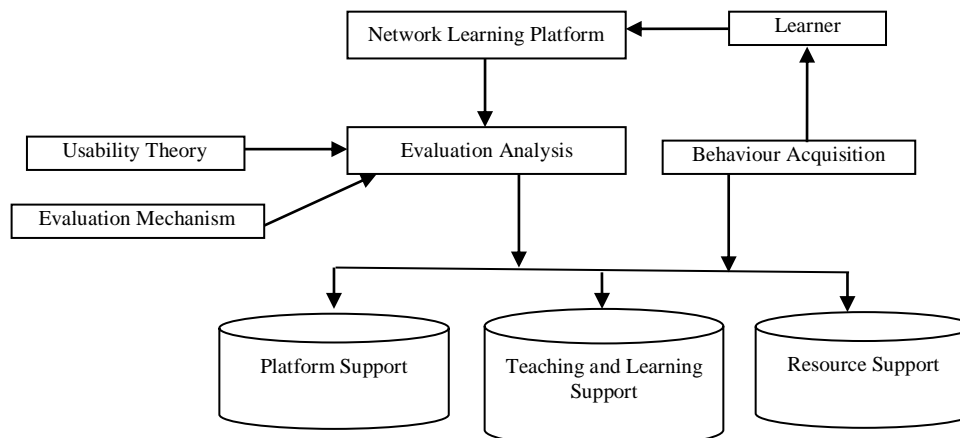 Learner
Network Learning Platform
Usability Theory
Evaluation Analysis
Behaviour Acquisition
Evaluation Mechanism
Platform Support
Teaching and Learning
Support
Resource Support